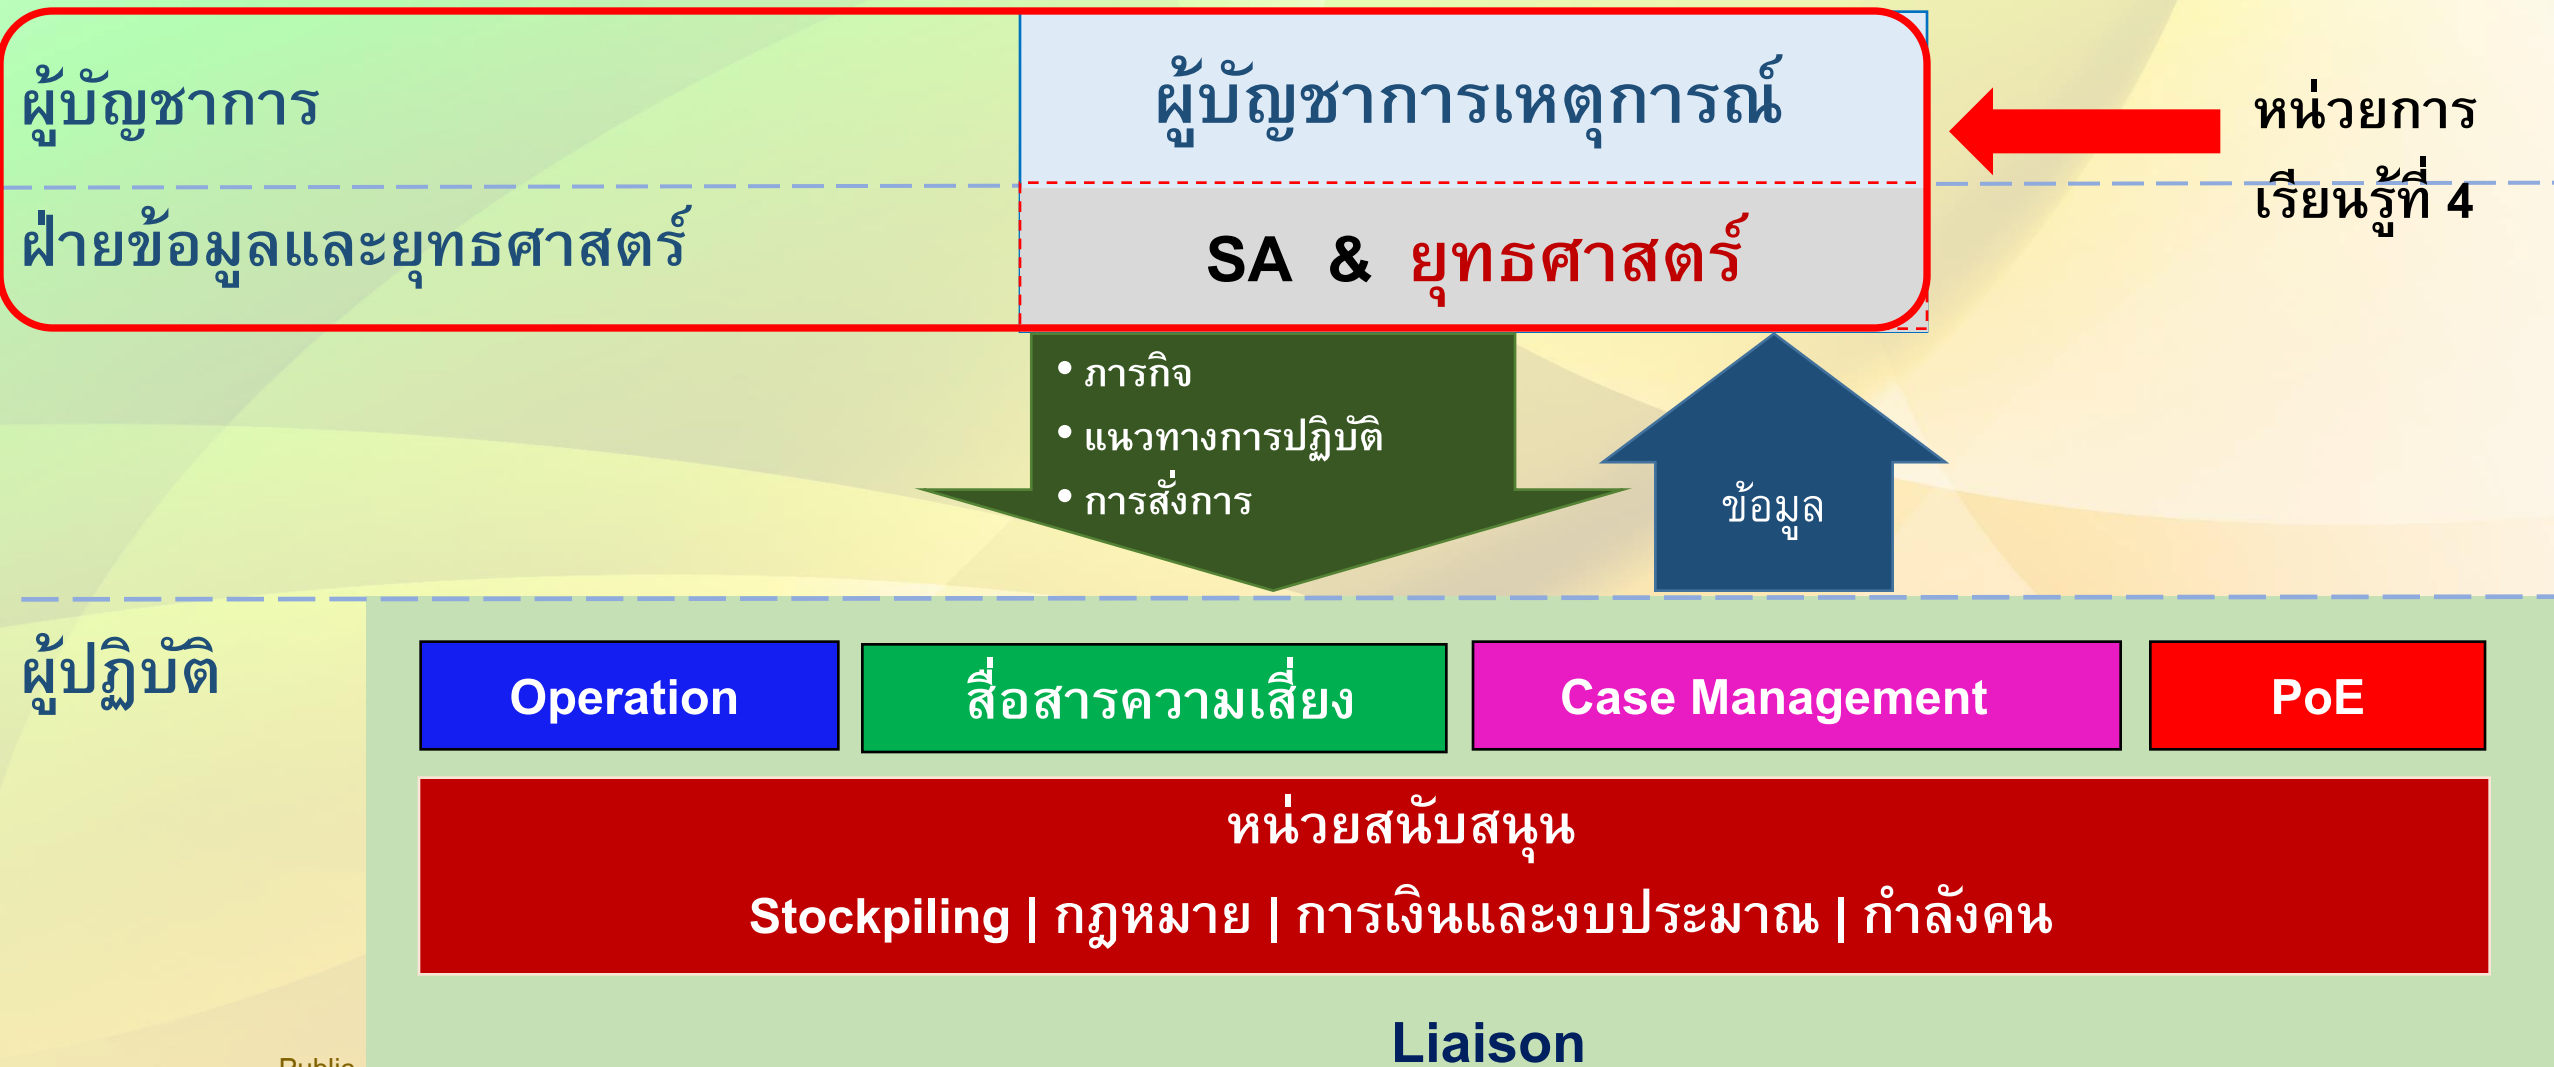 ผู้บัญชาการ
ผู้บัญชาการเหตุการณ์
หน่วยการ
เรียนรู้ที่ 4
ฝ่ายข้อมูลและยุทธศาสตร์
SA & ยุทธศาสตร์
• ภารกิจ
• แนวทางการปฏิบัติ
• การสั่งการ
ข้อมูล
ผู้ปฏิบัติ
Operation
สื่อสารความเสี่ยง
Case Management
PoE
หน่วยสนับสนุน
Stockpiling | กฎหมาย | การเงินและงบประมาณ | กำลังคน
Liaison
Public